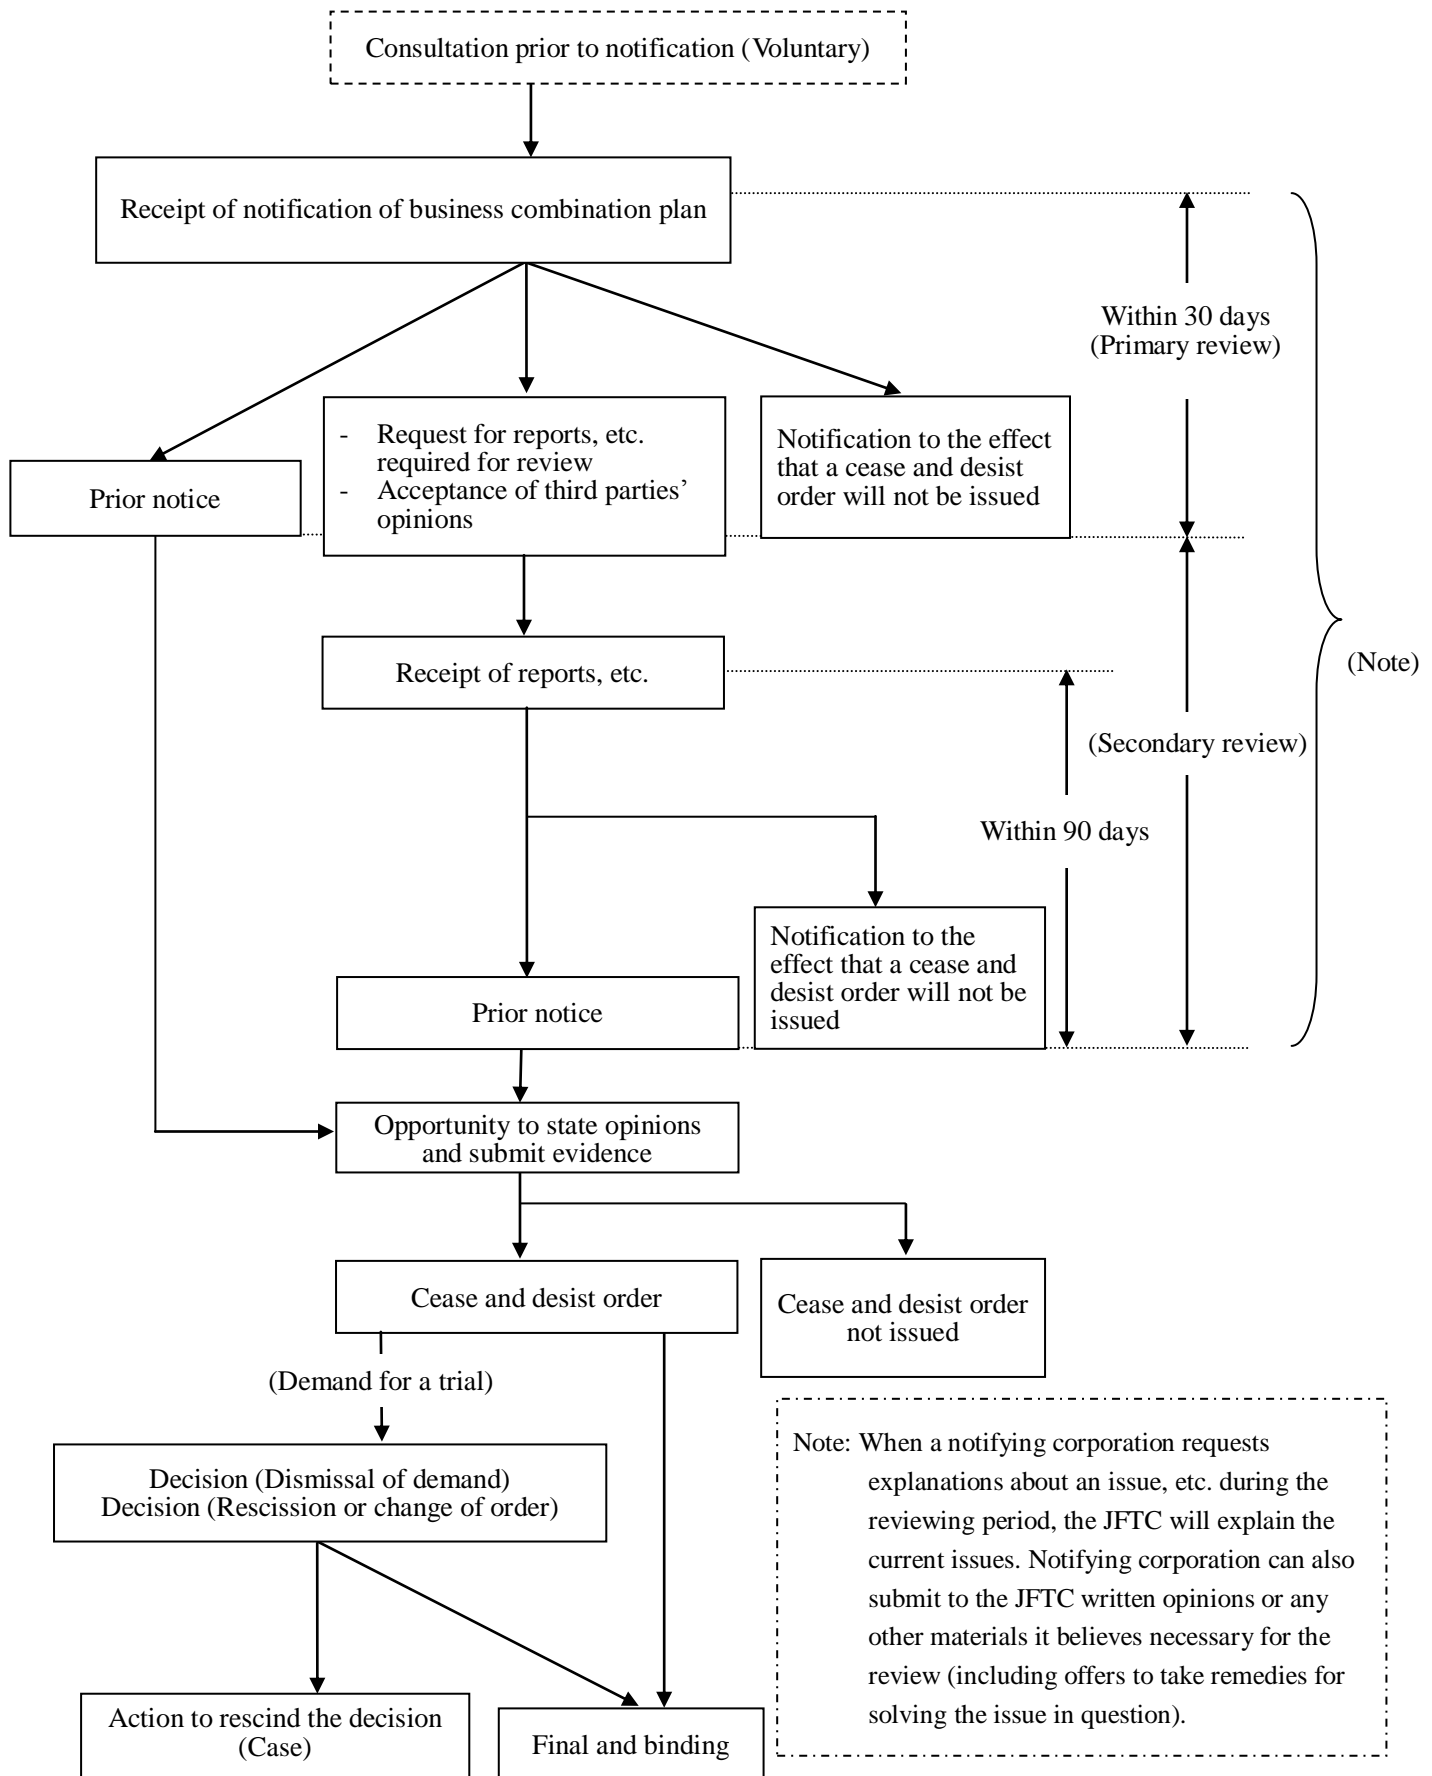 Consultation prior to notification (Voluntary)
Receipt of notification of business combination plan
Within 30 days
(Primary review)
- Request for reports, etc.
required for review
- Acceptance of third parties’
opinions
Notification to the effect
that a cease and desist
order will not be issued
Prior notice
Receipt of reports, etc.
(Note)
(Secondary review)
Within 90 days
Notification to the
effect that a cease and
desist order will not be
issued
Prior notice
Opportunity to state opinions
and submit evidence
Cease and desist order
Cease and desist order
not issued
(Demand for a trial)
Decision (Dismissal of demand)
Decision (Rescission or change of order)
Note: When a notifying corporation requests
explanations about an issue, etc. during the
reviewing period, the JFTC will explain the
current issues. Notifying corporation can also
submit to the JFTC written opinions or any
other materials it believes necessary for the
review (including offers to take remedies for
solving the issue in question).
Action to rescind the decision
(Case)
Final and binding